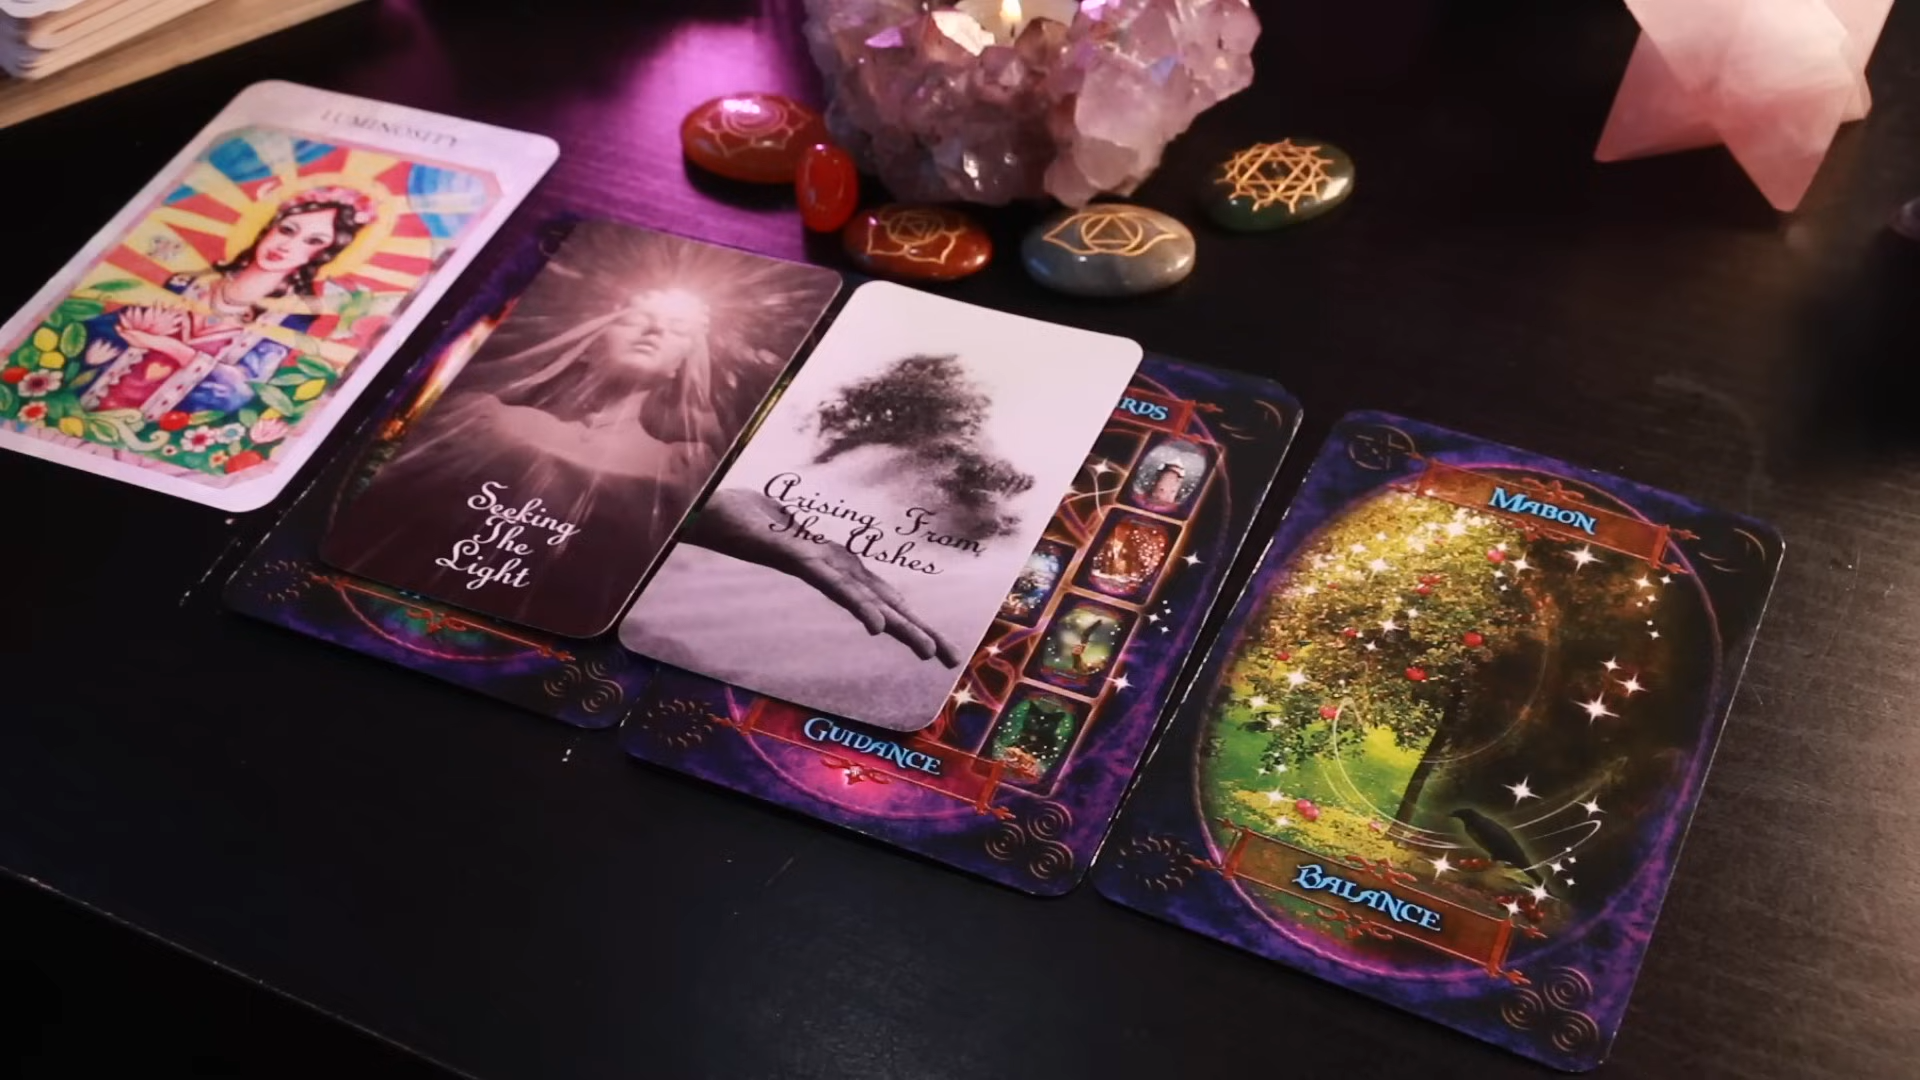 LUMINOSITY
Seeking
The
Light
Arising From
The Ashes
GUIDANCE
MABON
BALANCE